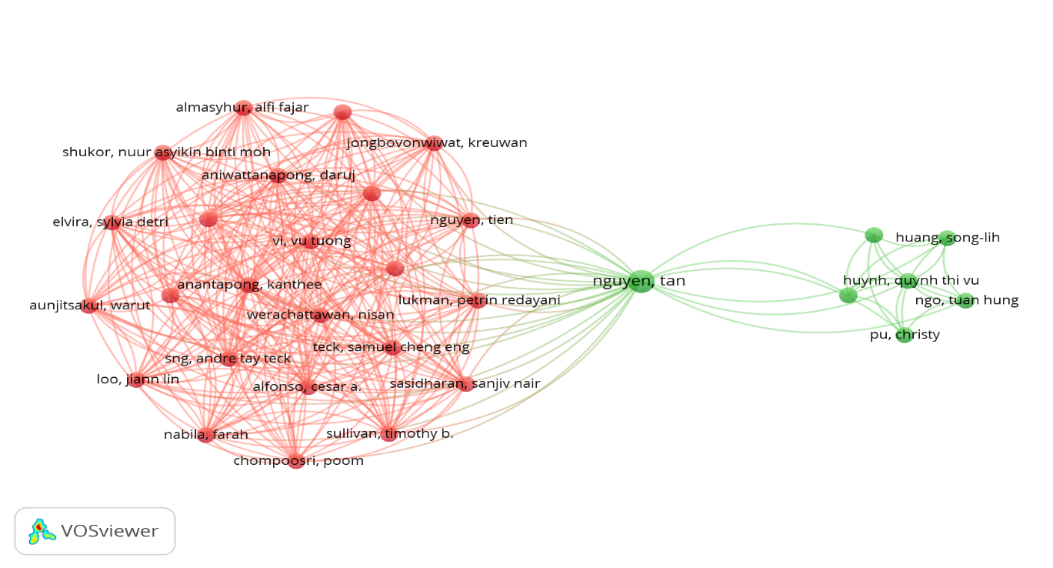 almasyhur, alfi fajar
jongbovonwiwat, kreuwan
shukor, nuur asyikin binti moh
aniwattanapong, daruj
elvira, sylvia detri
nguyen, tien
vi, vu tuong
huang, song-lih
anantapong, kanthee
nguyen, tan
huynh, quynh thi vu
aunjitsakul, warut
lukman, petrin redayani
ngo, tuan hung
werachattawan, nisan
pu, christy
teck, samuel cheng eng
sng, andre tay teck
loo, jiann lin
alfonso, cesar a.
sasidharan, sanjiv nair
nabila, farah
sullivan, timothy b.
chompoosri, poom
VOSviewer